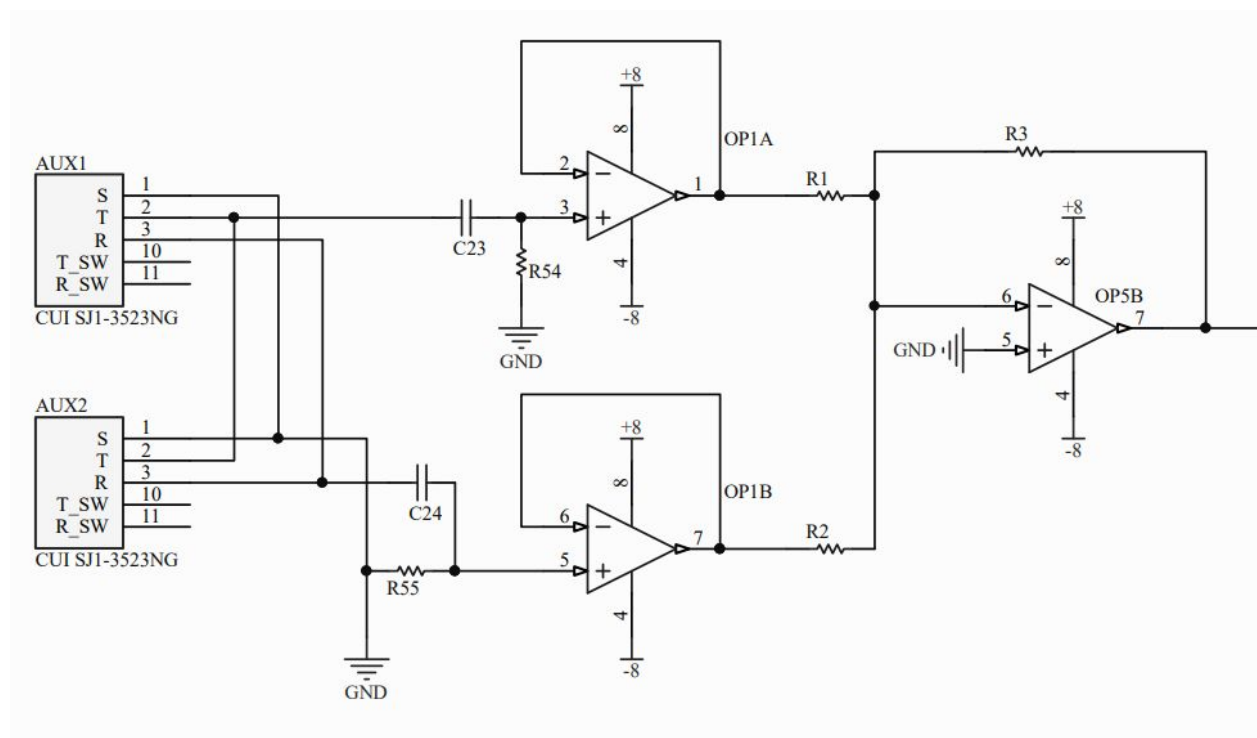 AUX1
S 1
T 2
R 3
T_SW 10
R_SW 11
CUI SJ1-3523NG
C23
R54
GND
+8
8
2
3
1
4
-8
OP1A
R1
R3
+8
8
6
5
7
4
-8
OP5B
GND
AUX2
S 1
T 2
R 3
T_SW 10
R_SW 11
CUI SJ1-3523NG
C24
R55
GND
+8
8
6
5
7
4
-8
OP1B
R2